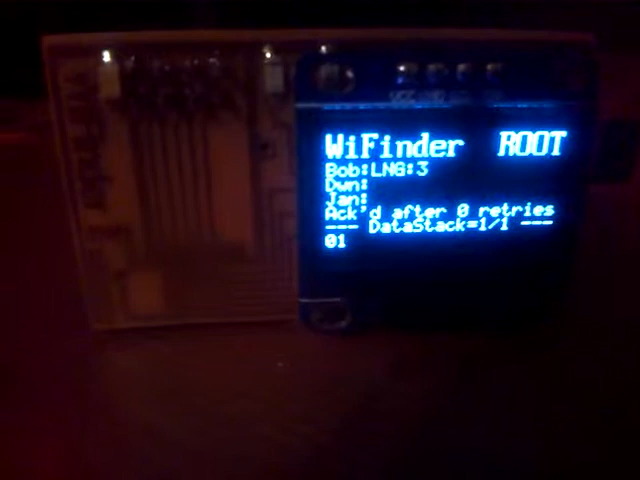 WiFinder ROOT
Bob:LNG:3
Dwn:
Jan:
Ack'd after 0 retries
--- DataStack=1/1 ---
01